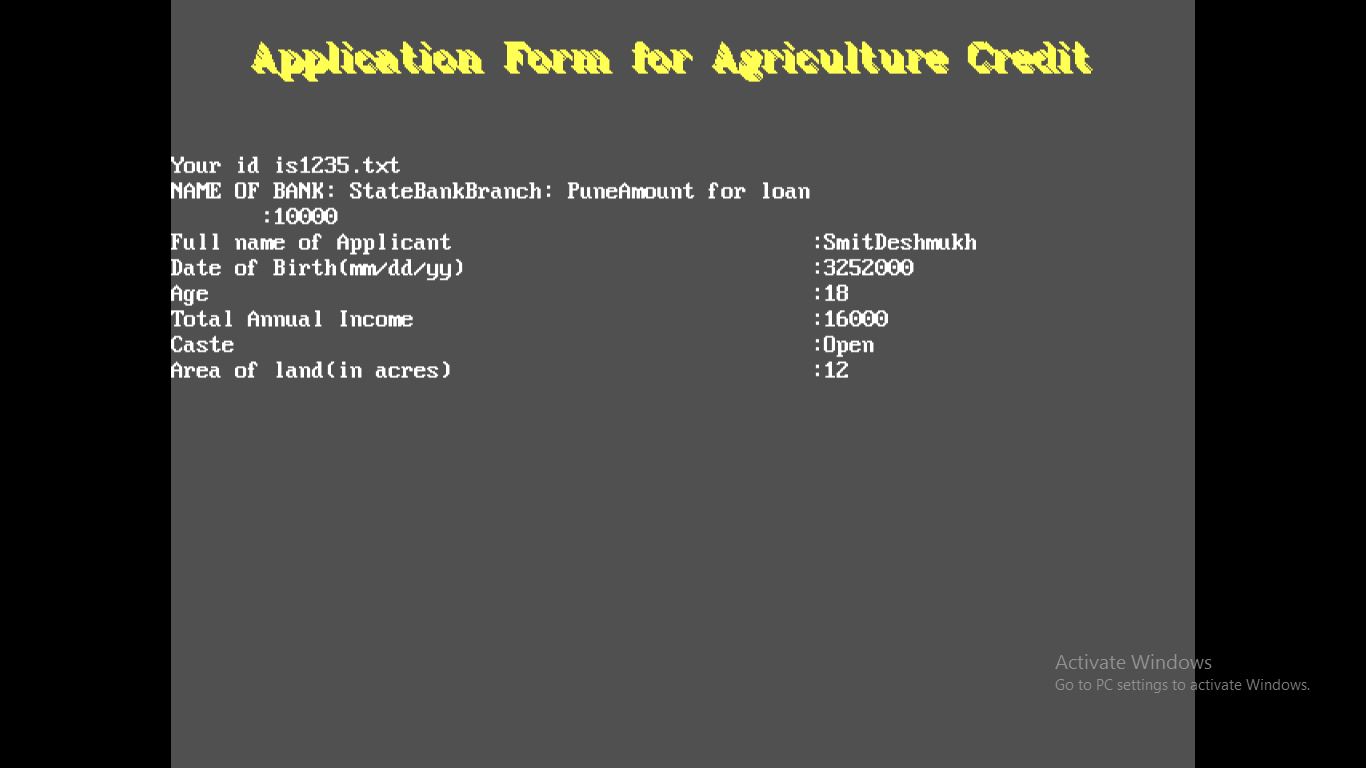 Application Form for Agriculture Credit
Your id is1235.txt
NAME OF BANK: StateBankBranch: PuneAmount for loan
:10000
Full name of Applicant :SmitDeshmukh
Date of Birth(mm/dd/yy) :3252000
Age :18
Total Annual Income :16000
Caste :Open
Area of land(in acres) :12
Activate Windows
Go to PC settings to activate Windows.